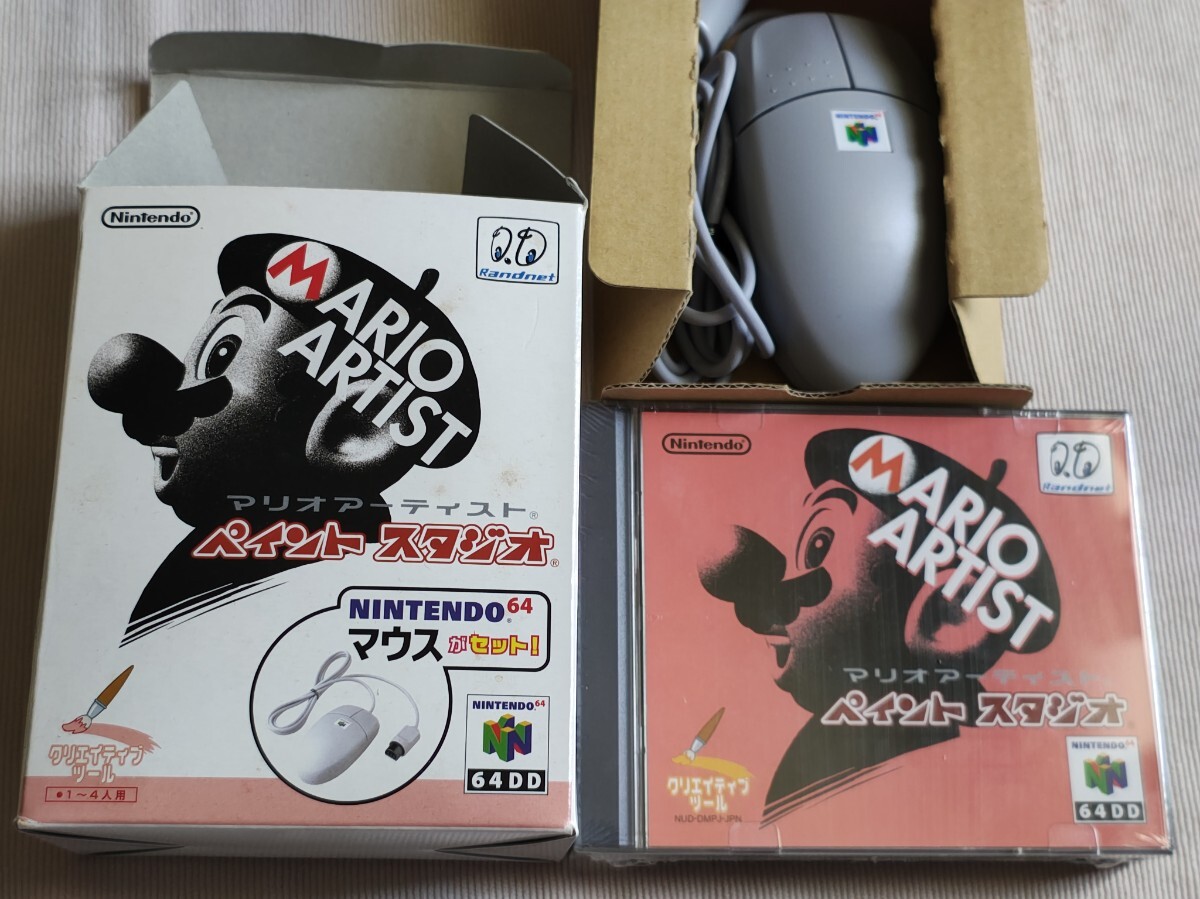 Nintendo®
Randnet
MARIO
ARTIST
マリオアーティスト®
ペイント スタジオ®
NINTENDO®64
マウスがセット!
クリエイティブ
ツール
●1〜4人用
NINTENDO64
64DD
NINTENDO64
Nintendo®
Randnet
MARIO
ARTIST
マリオアーティスト
ペイント スタジオ®
クリエイティブ
ツール
NUD-DMPJ-JPN
NINTENDO64
64DD